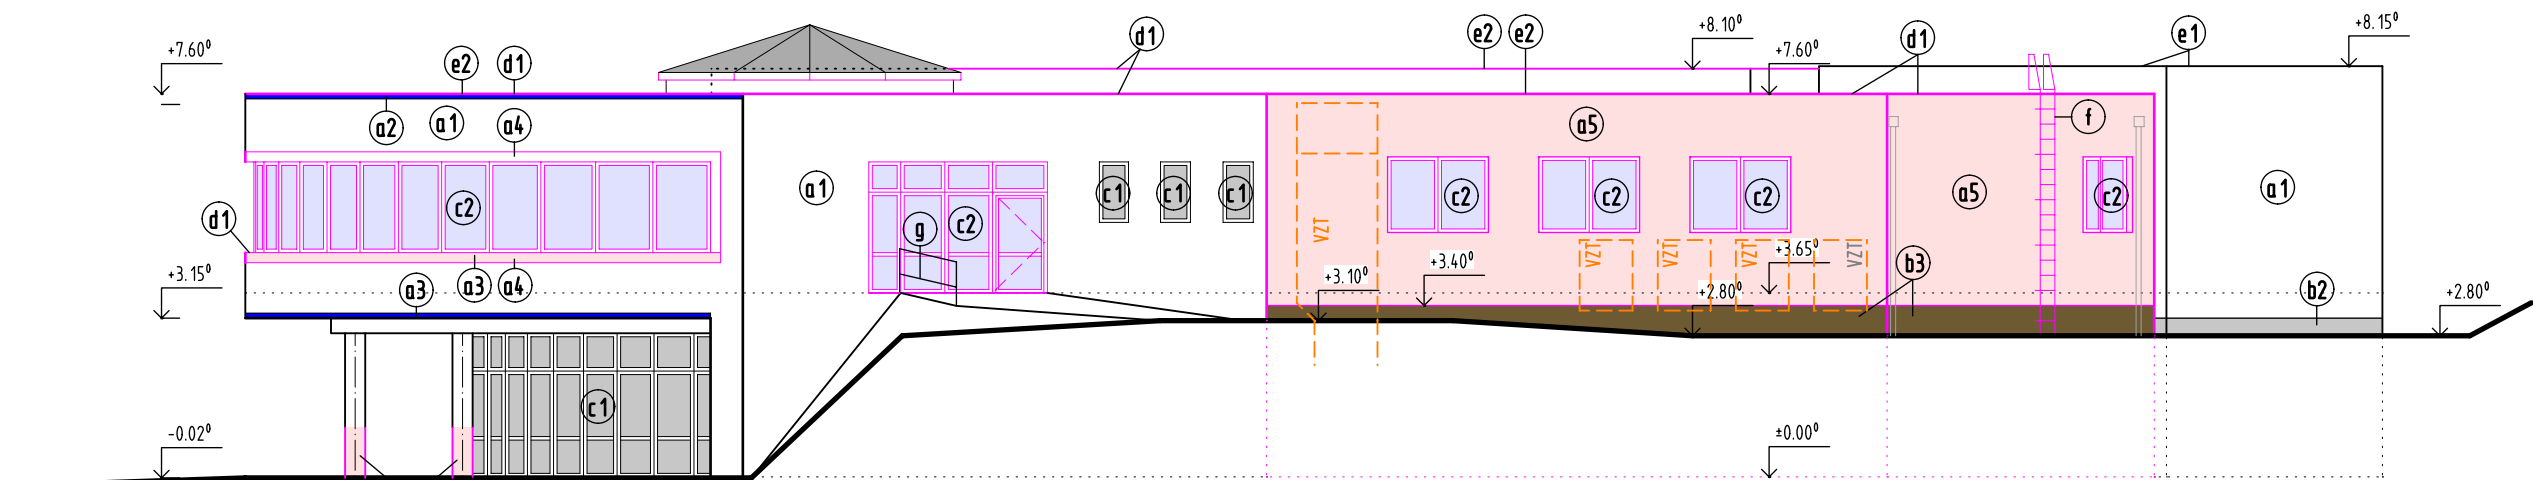 +7.60⁰
e2
d1
d1
e2
e2
+8.10⁰
+7.60⁰
d1
e1
+8.15⁰
a2
a1
a4
a5
f
d1
c2
a1
g
c2
c1
c1
c1
c2
c2
c2
a5
c2
a1
VZT
VZT
VZT
VZT
VZT
+3.15⁰
a3
a3
a4
+3.10⁰
+3.40⁰
+3.65⁰
+2.80⁰
b3
b2
+2.80⁰
c1
-0.02⁰
±0.00⁰